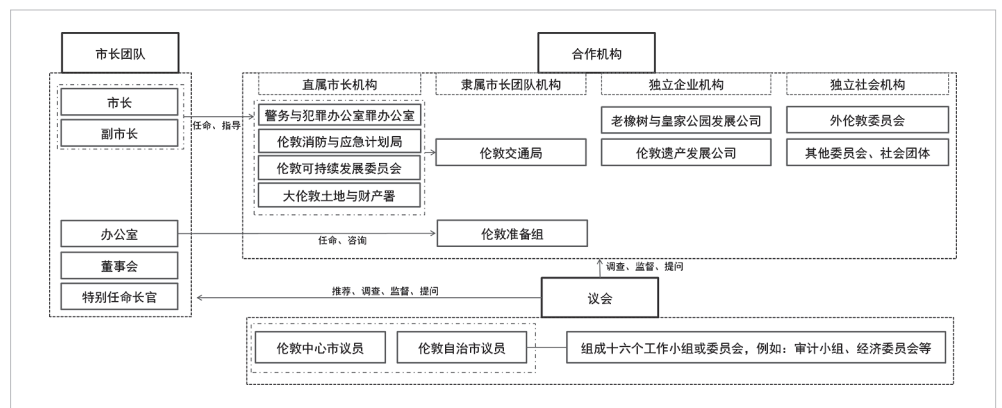 市长团队
合作机构
直属市长机构
隶属市长团队机构
独立企业机构
独立社会机构
市长
副市长
任命、指导
警务与犯罪办公室罪办公室
伦敦消防与应急计划局
伦敦可持续发展委员会
大伦敦土地与财产署
伦敦交通局
老橡树与皇家公园发展公司
伦敦遗产发展公司
外伦敦委员会
其他委员会、社会团体
办公室
董事会
特别任命长官
任命、咨询
伦敦准备组
调查、监督、提问
推荐、调查、监督、提问
议会
伦敦中心市议员
伦敦自治市议员
组成十六个工作小组或委员会，例如：审计小组、经济委员会等